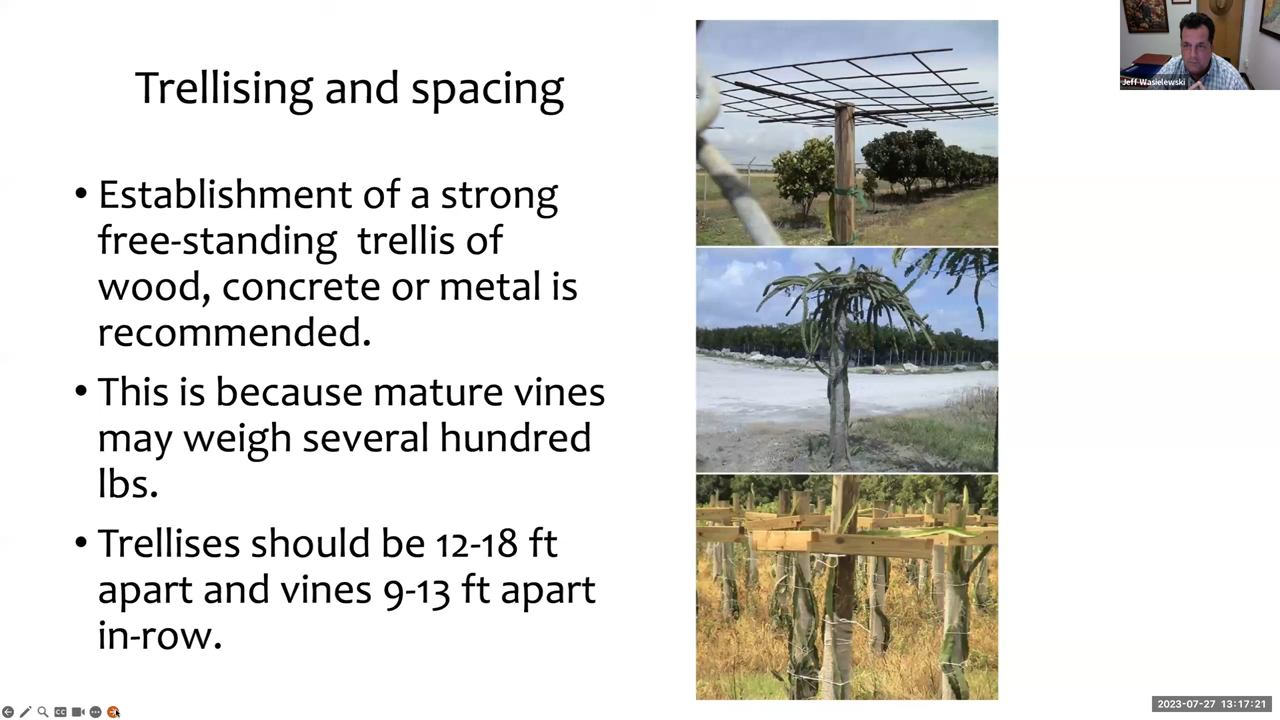 Trellising and spacing
• Establishment of a strong
free-standing trellis of
wood, concrete or metal is
recommended.
• This is because mature vines
may weigh several hundred
lbs.
• Trellises should be 12-18 ft
apart and vines 9-13 ft apart
in-row.
Jeff Wasielewski
CC
2023-07-27 13:17:21